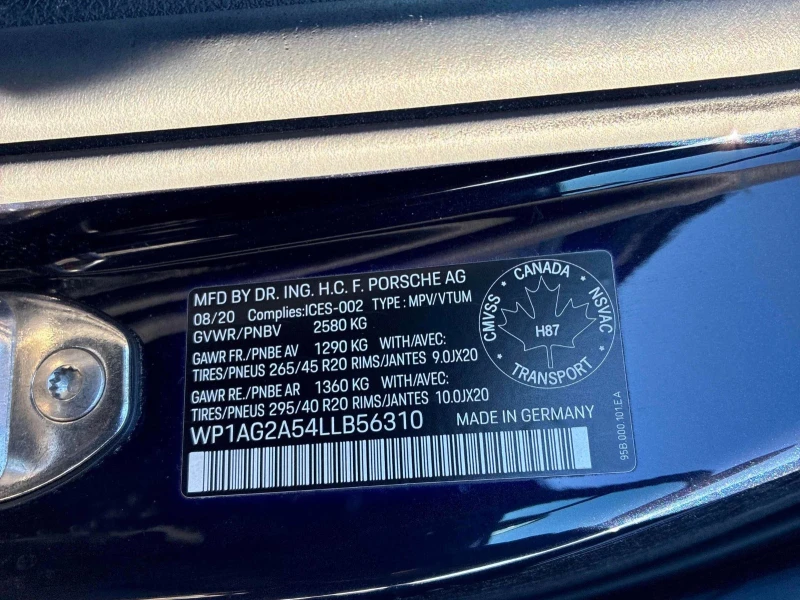 MFD BY DR. ING. H.C. F. PORSCHE AG
08/20 Complies:ICES-002 TYPE : MPV/VTUM
GVWR/PNBV 2580 KG
GAWR FR./PNBE AV 1290 KG WITH/AVEC:
TIRES/PNEUS 265/45 R20 RIMS/JANTES 9.0JX20
GAWR RE./PNBE AR 1360 KG WITH/AVEC:
TIRES/PNEUS 295/40 R20 RIMS/JANTES 10.0JX20
WP1AG2A54LLB56310 MADE IN GERMANY
CANADA
CMVSS
NSVAC
H87
TRANSPORT
95B 000.101.EA